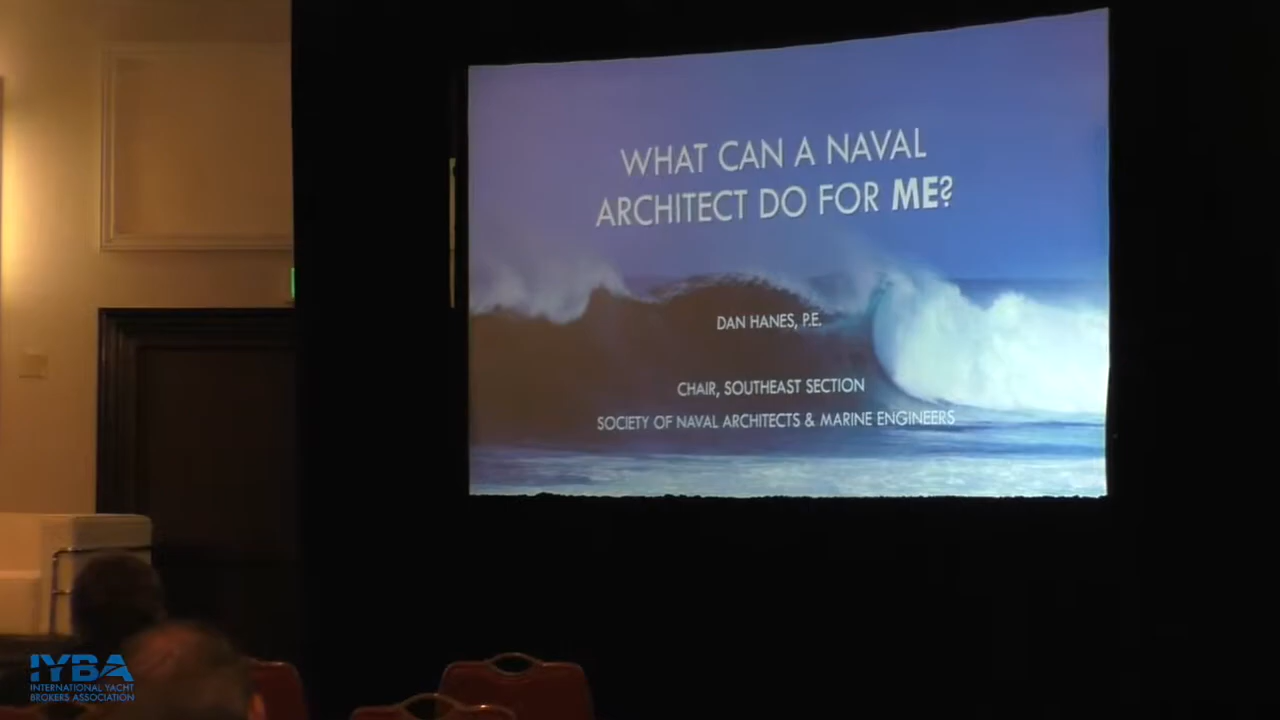 WHAT CAN A NAVAL
ARCHITECT DO FOR ME?
DAN HANES, P.E.
CHAIR, SOUTHEAST SECTION
SOCIETY OF NAVAL ARCHITECTS & MARINE ENGINEERS
IYBA
INTERNATIONAL YACHT
BROKERS ASSOCIATION